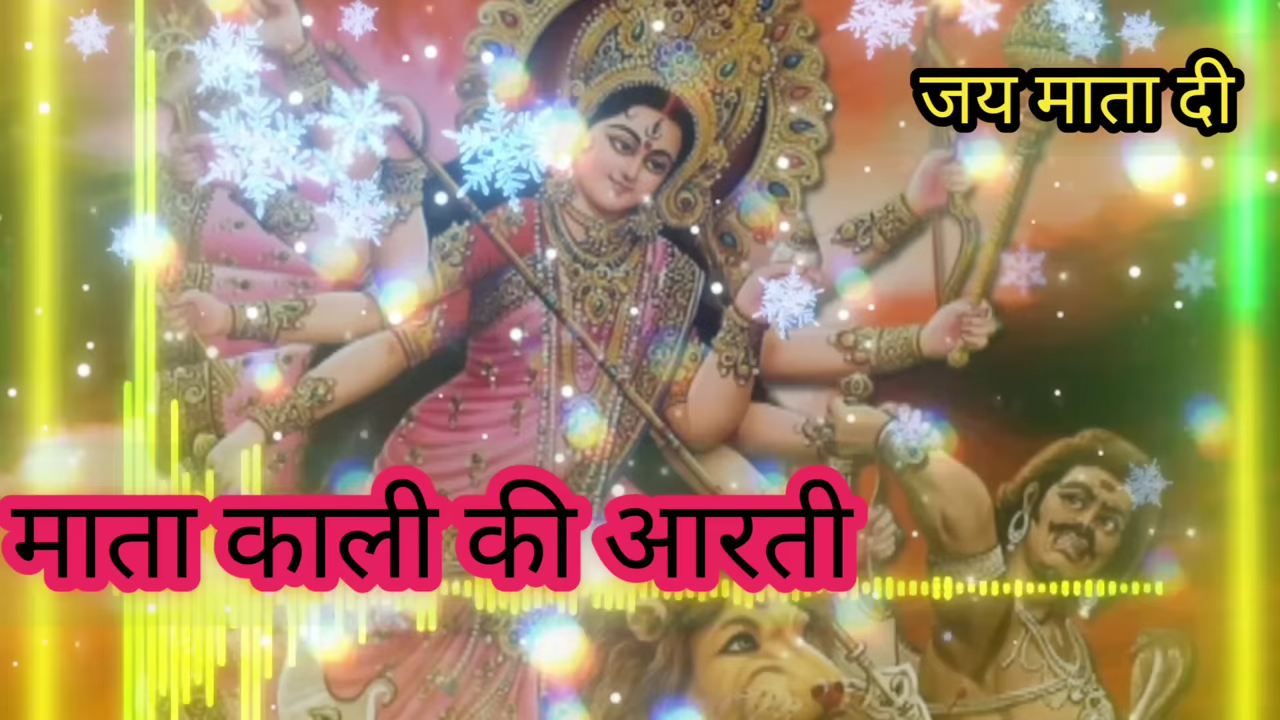 जय माता दी
माता काली की आरती